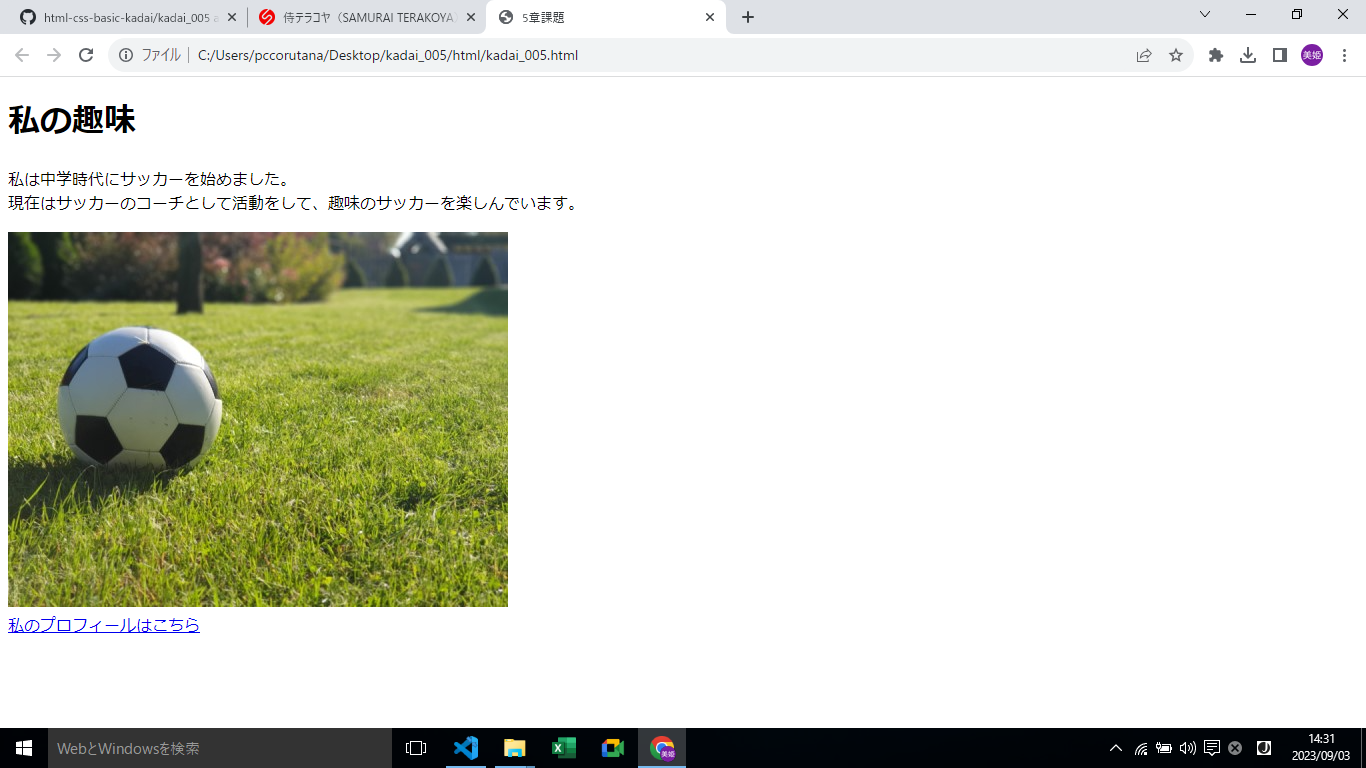 html-css-basic-kadai/kadai_005 a
侍テラコヤ（SAMURAI TERAKOYA）
5章課題
ファイル
C:/Users/pccorutana/Desktop/kadai_005/html/kadai_005.html
美姫
私の趣味
私は中学時代にサッカーを始めました。
現在はサッカーのコーチとして活動をして、趣味のサッカーを楽しんでいます。
私のプロフィールはこちら
WebとWindowsを検索
美姫
14:31
2023/09/03